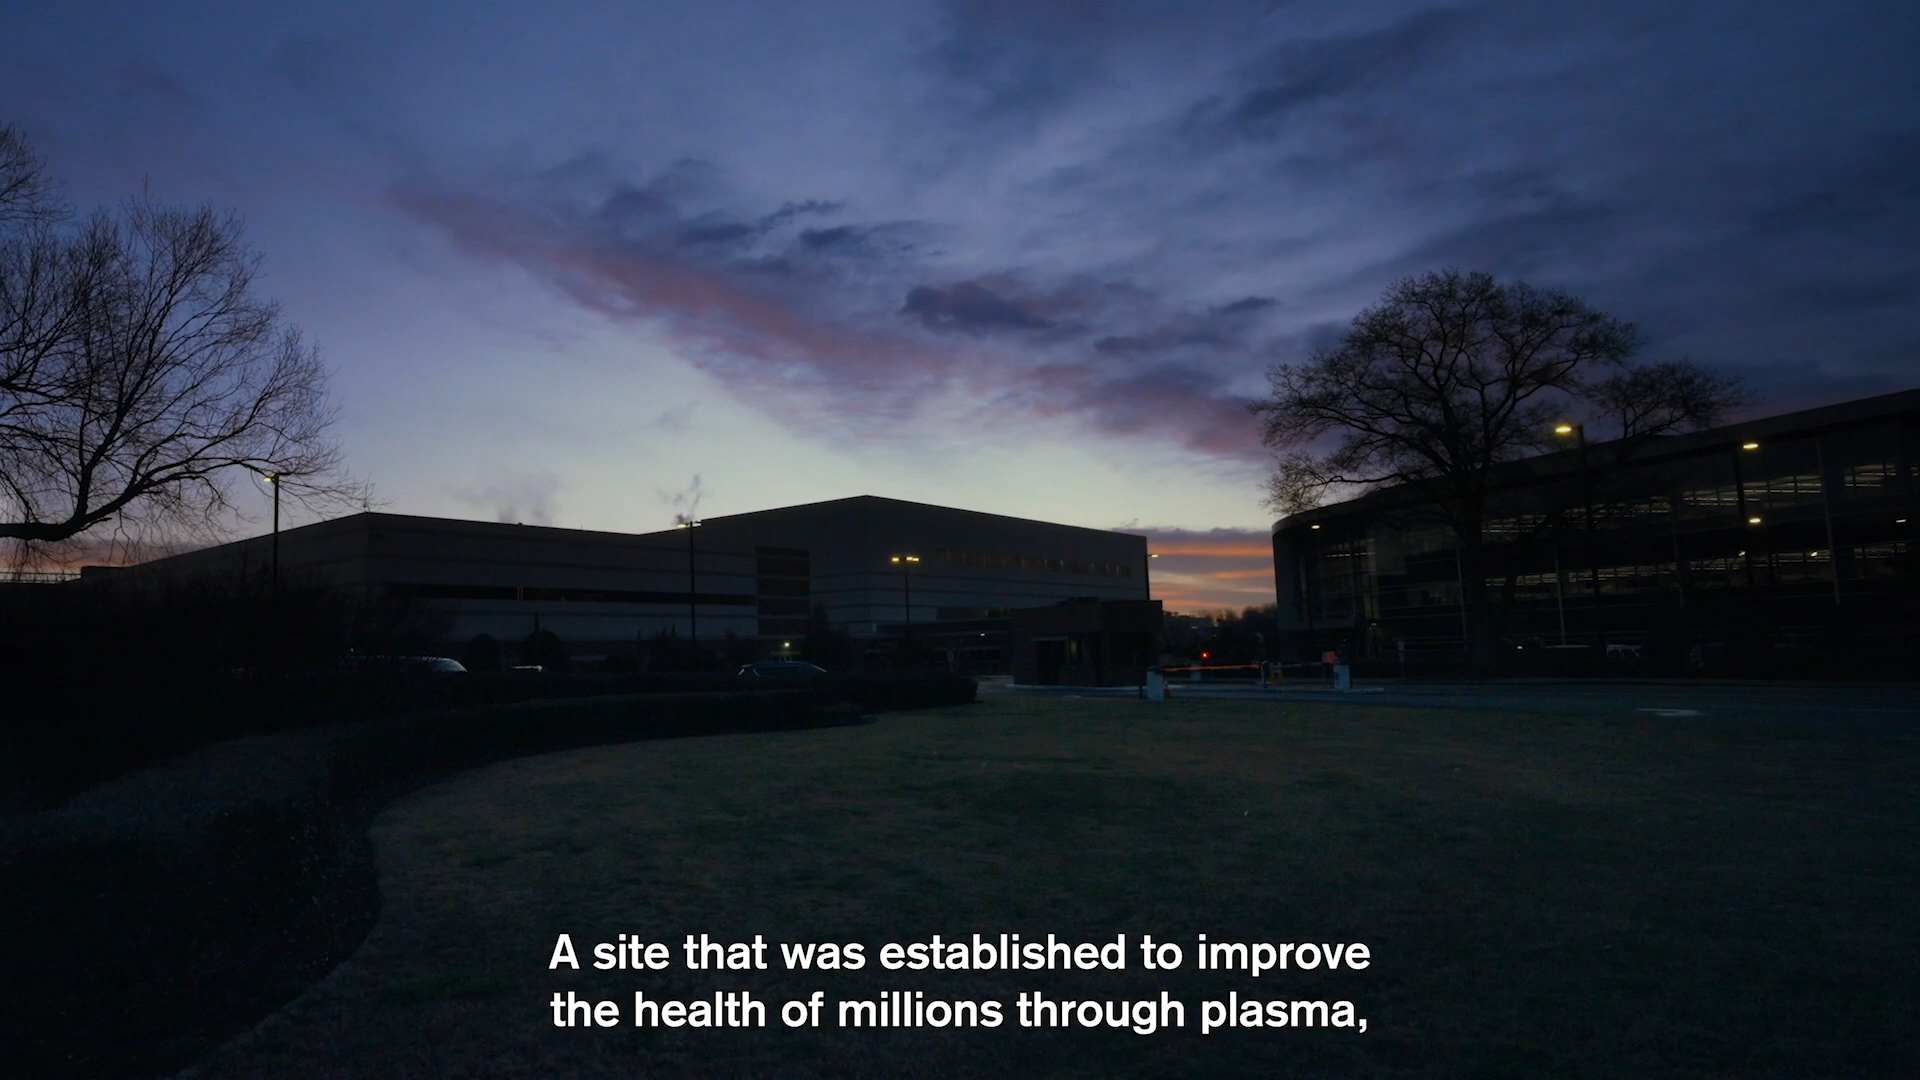 A site that was established to improve
the health of millions through plasma,